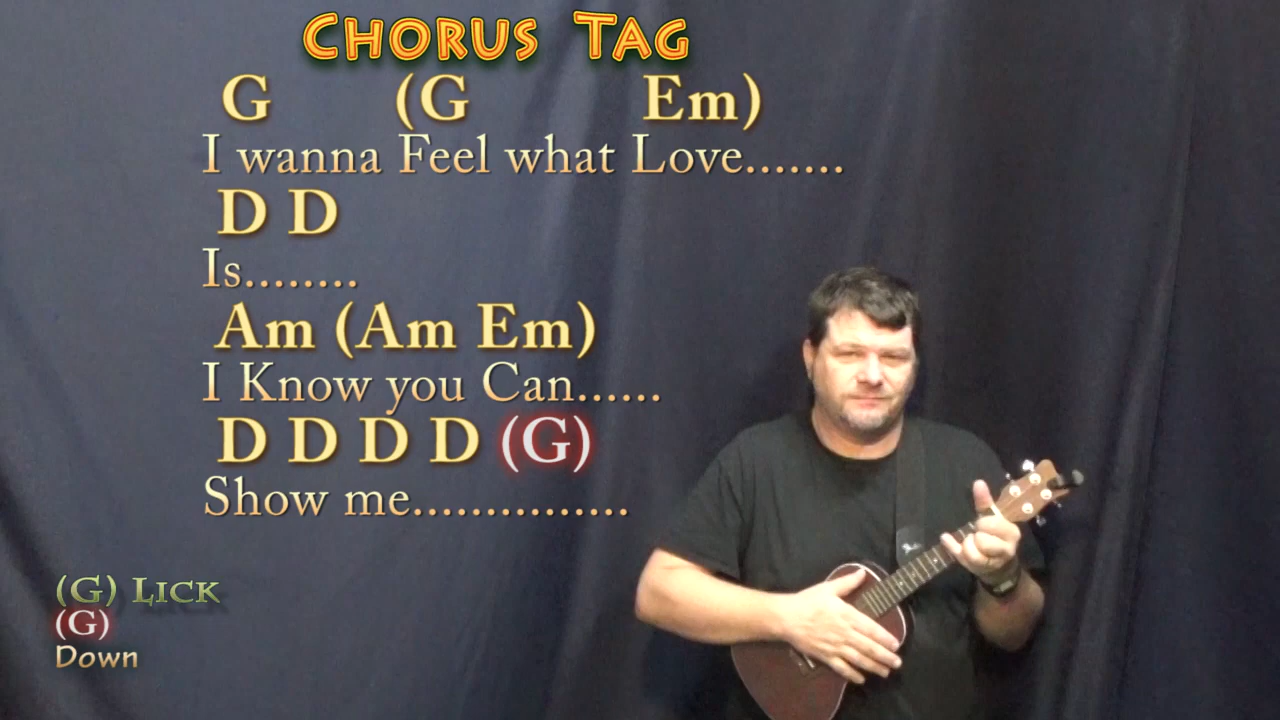 Chorus Tag
G (G Em)
I wanna Feel what Love.......
D D
Is........
Am (Am Em)
I Know you Can......
D D D D (G)
Show me...............
(G) Lick
(G)
Down